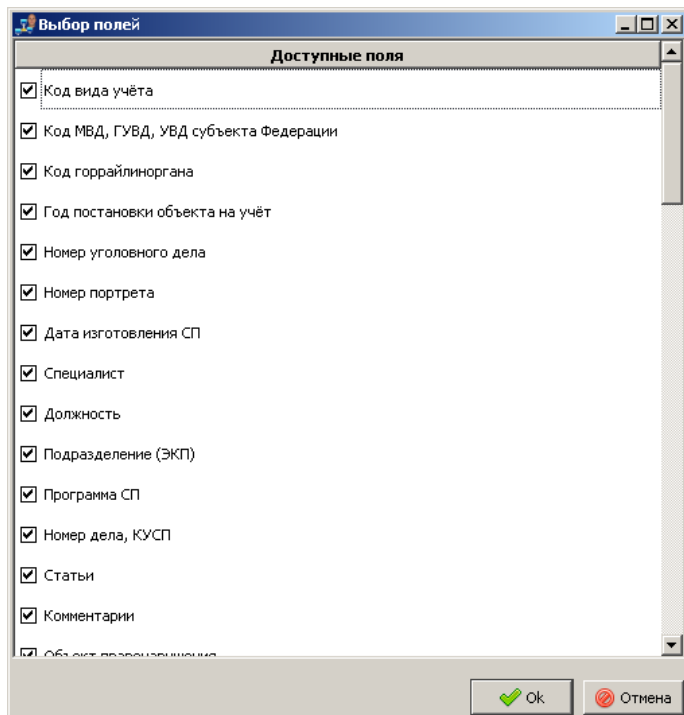 Выбор полей
Доступные поля
Код вида учёта
Код МВД, ГУВД, УВД субъекта Федерации
Код горрайлиноргана
Год постановки объекта на учёт
Номер уголовного дела
Номер портрета
Дата изготовления СП
Специалист
Должность
Подразделение (ЭКП)
Программа СП
Номер дела, КУСП
Статьи
Комментарии
Объект правонарушения
Ok
Отмена